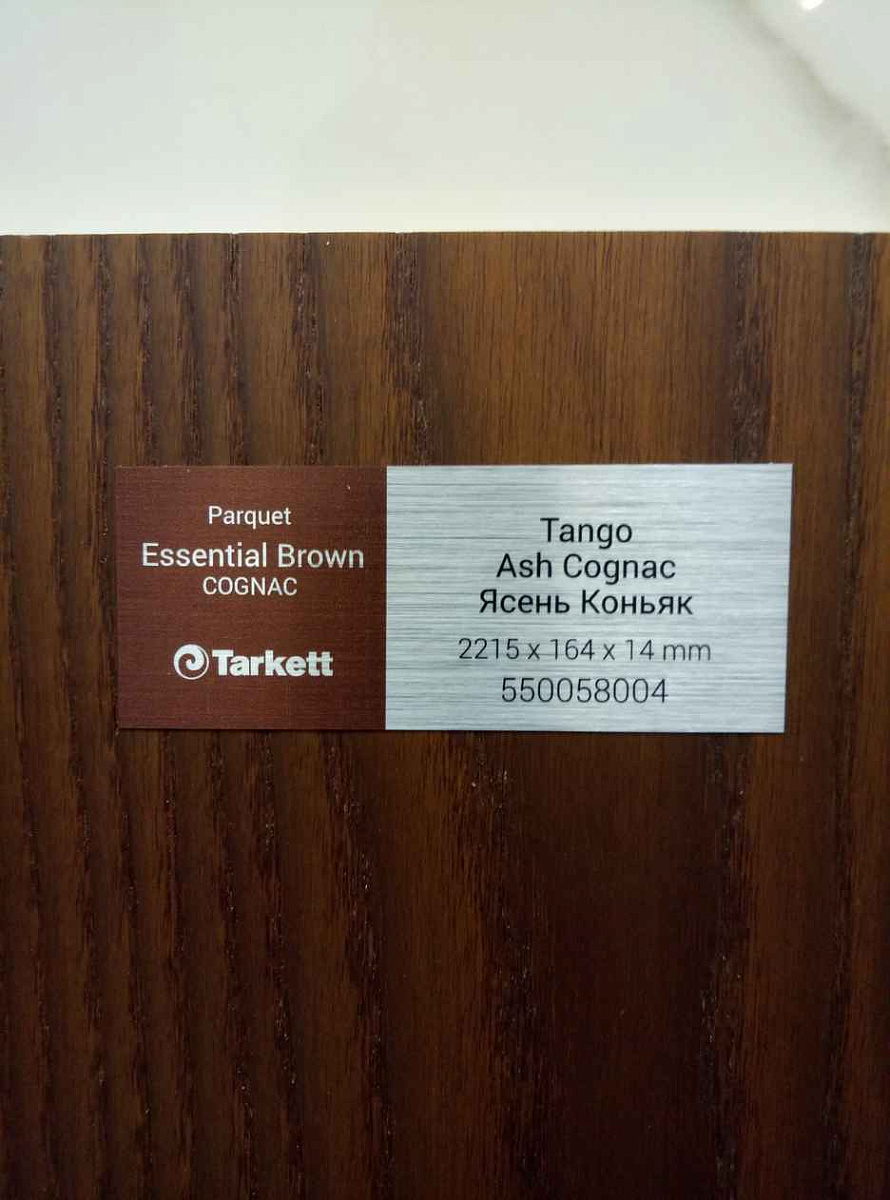 Parquet
Essential Brown
COGNAC
Tarkett
Tango
Ash Cognac
Ясень Коньяк
2215 x 164 x 14 mm
550058004